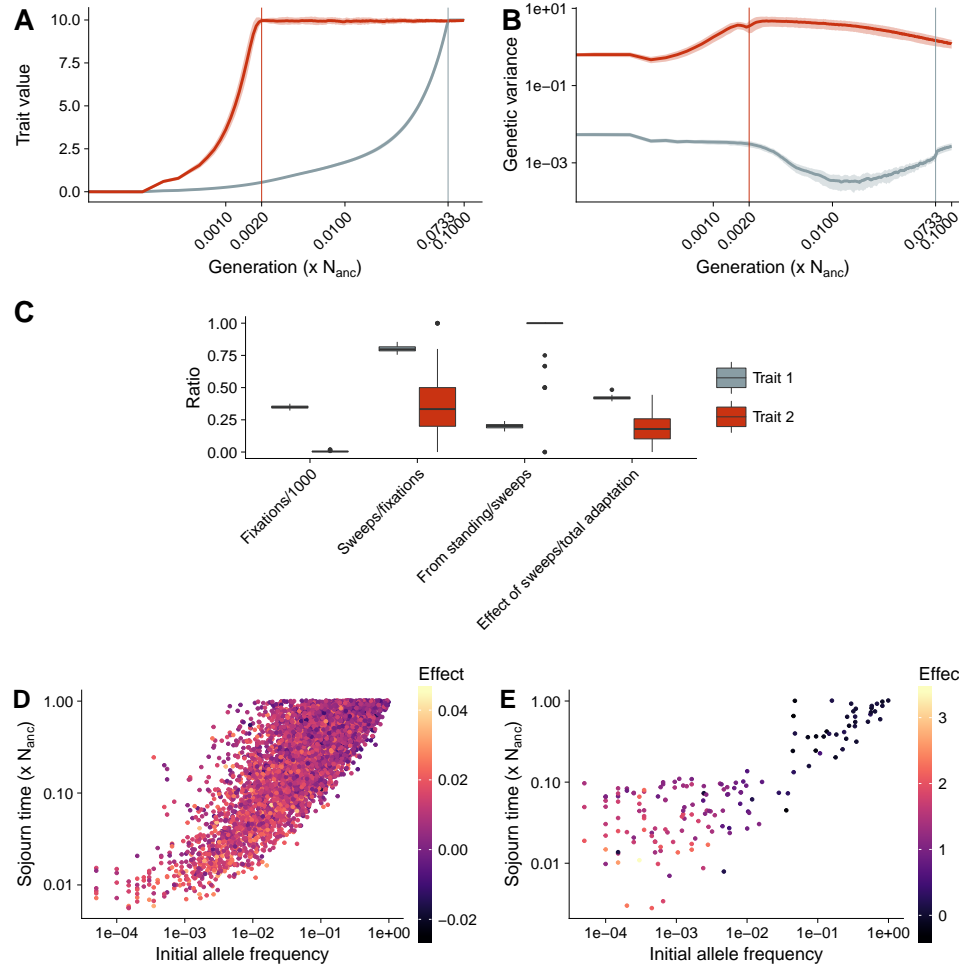 A
Trait value
10.0
7.5
5.0
2.5
0.0
0.0010
0.0020
0.0100
0.0733
0.1000
Generation (x Nanc)
B
Genetic variance
1e+01
1e−01
1e−03
0.0010
0.0020
0.0100
0.0733
0.1000
Generation (x Nanc)
C
Ratio
1.00
0.75
0.50
0.25
0.00
Fixations/1000
Sweeps/fixations
From standing/sweeps
Effect of sweeps/total adaptation
Trait 1
Trait 2
D
Sojourn time (x Nanc)
1.00
0.10
0.01
1e−04
1e−03
1e−02
1e−01
1e+00
Initial allele frequency
Effect
0.04
0.02
0.00
−0.02
E
Sojourn time (x Nanc)
1.00
0.10
0.01
1e−04
1e−03
1e−02
1e−01
1e+00
Initial allele frequency
Effec
3
2
1
0